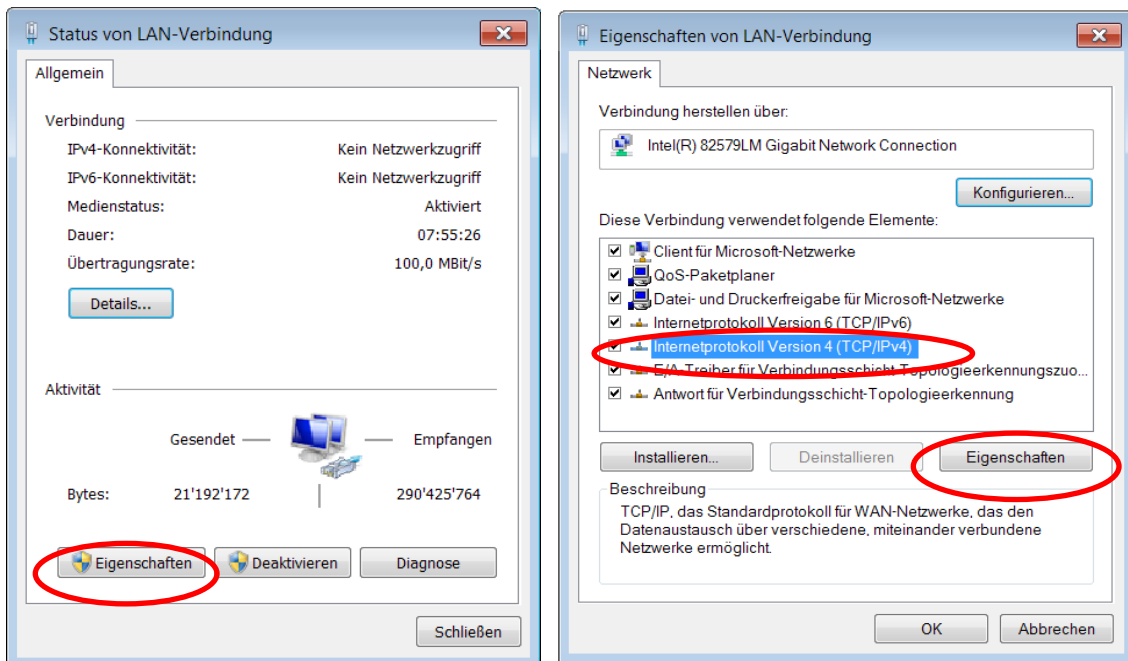 Status von LAN-Verbindung
Allgemein
Verbindung
IPv4-Konnektivität: Kein Netzwerkzugriff
IPv6-Konnektivität: Kein Netzwerkzugriff
Medienstatus: Aktiviert
Dauer: 07:55:26
Übertragungsrate: 100,0 MBit/s
Details...
Aktivität
Gesendet Empfangen
Bytes: 21'192'172 290'425'764
Eigenschaften Deaktivieren Diagnose
Schließen
Eigenschaften von LAN-Verbindung
Netzwerk
Verbindung herstellen über:
Intel(R) 82579LM Gigabit Network Connection
Konfigurieren...
Diese Verbindung verwendet folgende Elemente:
Client für Microsoft-Netzwerke
QoS-Paketplaner
Datei- und Druckerfreigabe für Microsoft-Netzwerke
Internetprotokoll Version 6 (TCP/IPv6)
Internetprotokoll Version 4 (TCP/IPv4)
E/A-Treiber für Verbindungsschicht-Topologieerkennungszuo...
Antwort für Verbindungsschicht-Topologieerkennung
Installieren... Deinstallieren Eigenschaften
Beschreibung
TCP/IP, das Standardprotokoll für WAN-Netzwerke, das den
Datenaustausch über verschiedene, miteinander verbundene
Netzwerke ermöglicht.
OK Abbrechen